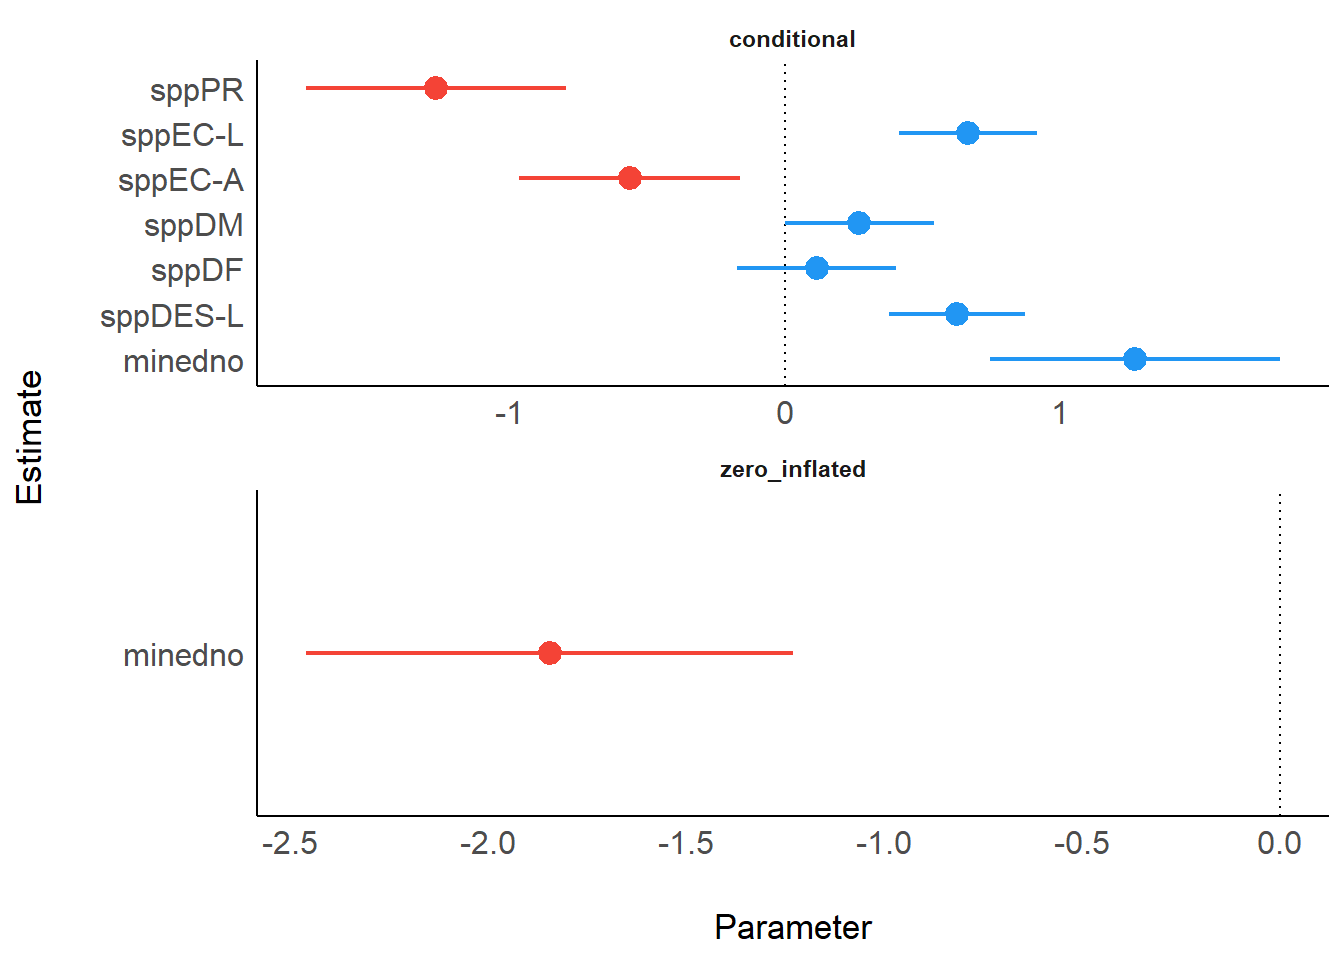 conditional
sppPR
sppEC-L
sppEC-A
sppDM
sppDF
sppDES-L
minedno
-1 0 1
Estimate
zero_inflated
minedno
-2.5 -2.0 -1.5 -1.0 -0.5 0.0
Parameter